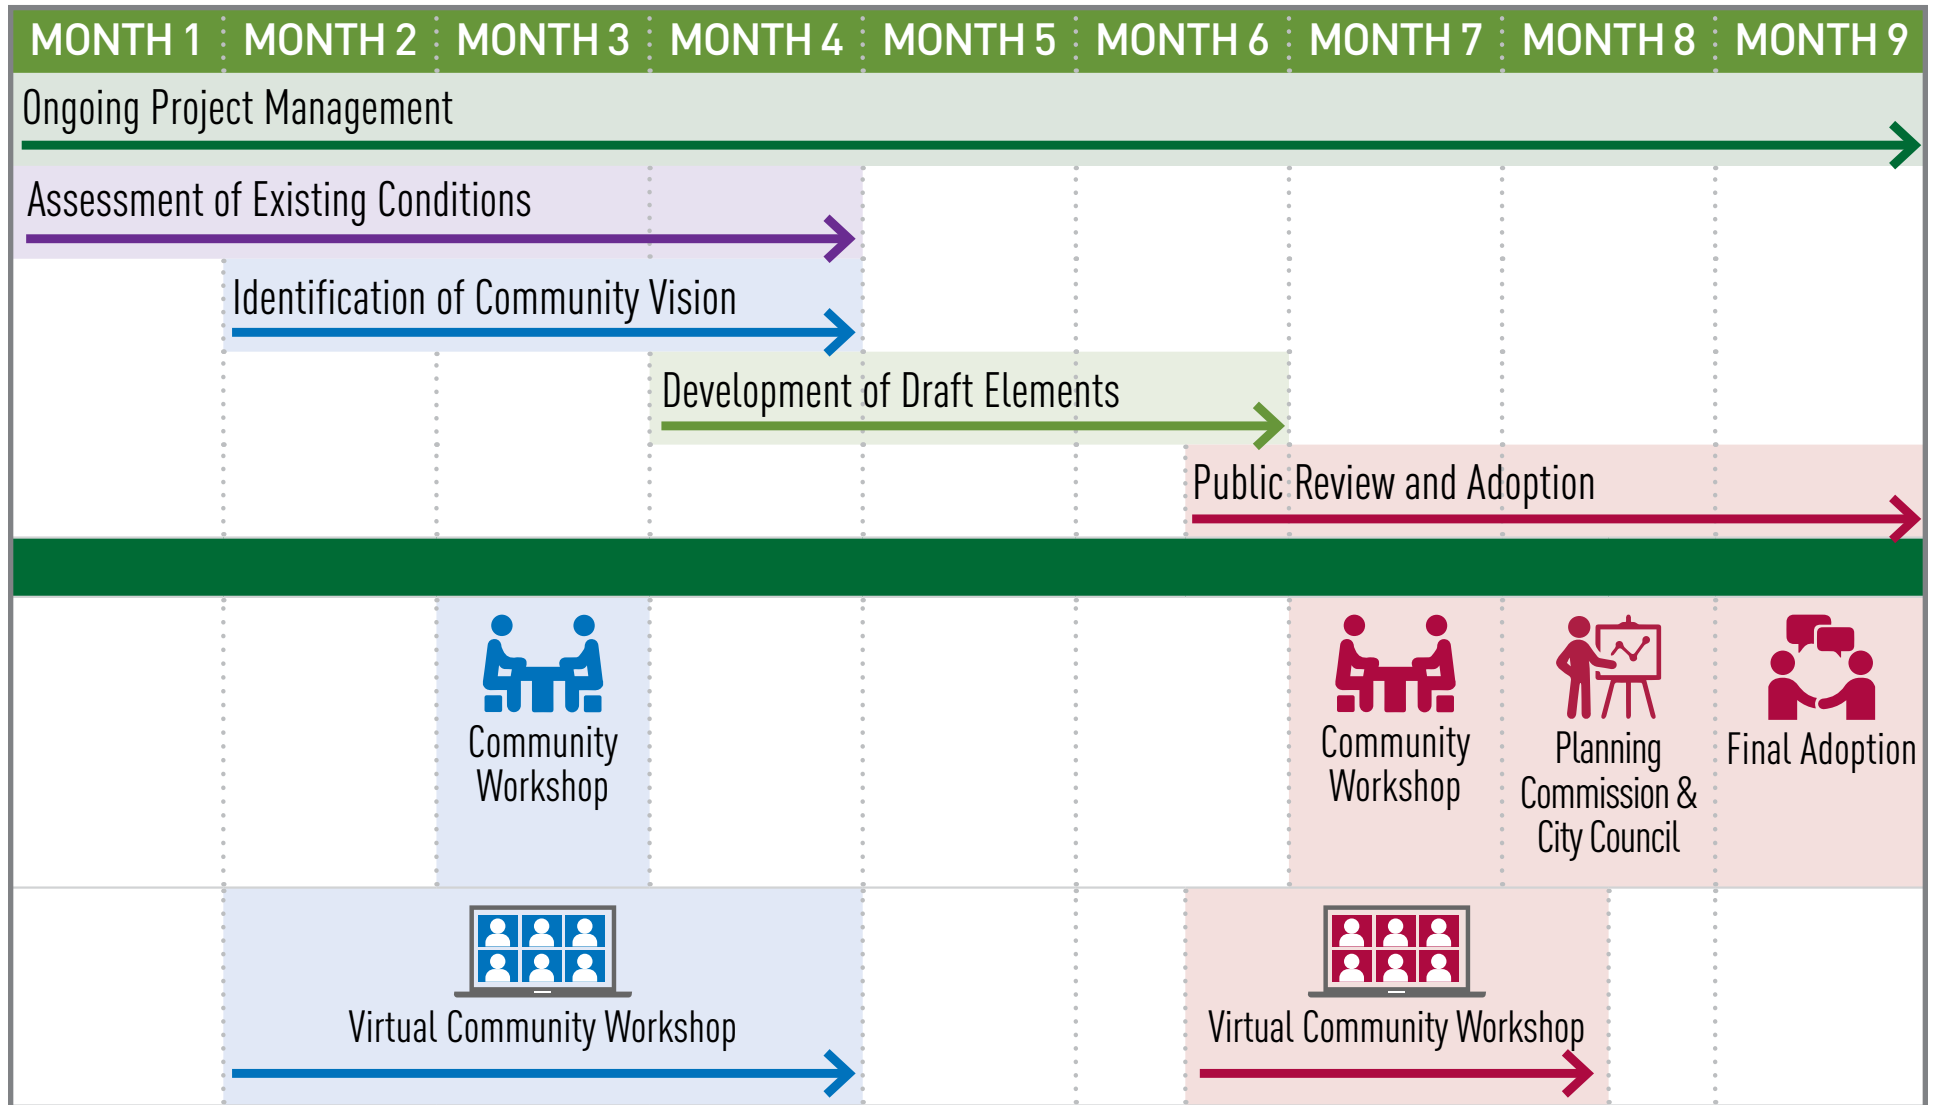 MONTH 1 MONTH 2 MONTH 3 MONTH 4 MONTH 5 MONTH 6 MONTH 7 MONTH 8 MONTH 9
Ongoing Project Management
Assessment of Existing Conditions
Identification of Community Vision
Development of Draft Elements
Public Review and Adoption
Community
Workshop
Community
Workshop
Planning
Commission &
City Council
Final Adoption
Virtual Community Workshop
Virtual Community Workshop